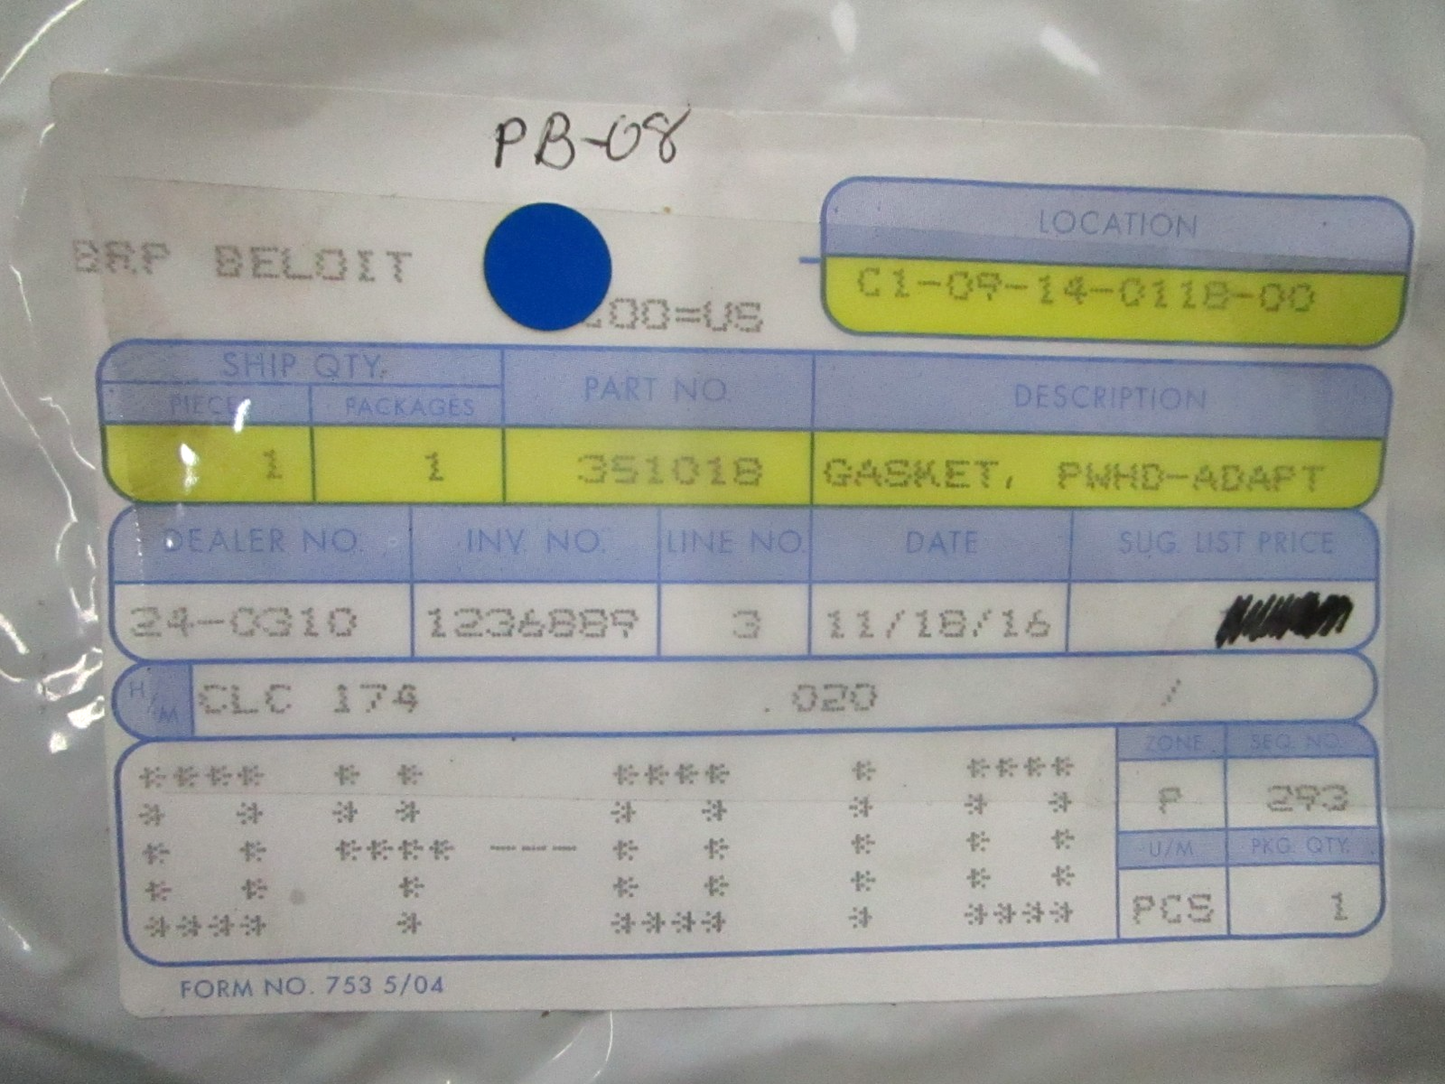 PB-08
BRP BELOIT
LOCATION
C1-09-14-0118-00
.00=US
SHIP QTY.
PIECES PACKAGES PART NO. DESCRIPTION
1 1 351018 GASKET, PWHD-ADAPT
DEALER NO. INV. NO. LINE NO. DATE SUG. LIST PRICE
24-0310 1236889 3 11/18/16
H/M CLC 174 .020 /
ZONE SEQ. NO.
P 293
U/M PKG. QTY.
PCS 1
04---010
FORM NO. 753 5/04